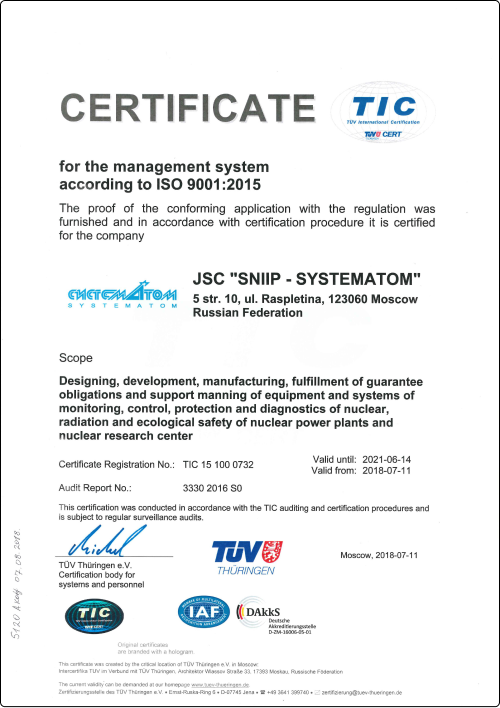 CERTIFICATE
TIC
TÜV International Certification
TÜV CERT
for the management system
according to ISO 9001:2015
The proof of the conforming application with the regulation was
furnished and in accordance with certification procedure it is certified
for the company
СИСТЕМАТОМ
SYSTEMATOM
JSC "SNIIP - SYSTEMATOM"
5 str. 10, ul. Raspletina, 123060 Moscow
Russian Federation
Scope
Designing, development, manufacturing, fulfillment of guarantee
obligations and support manning of equipment and systems of
monitoring, control, protection and diagnostics of nuclear,
radiation and ecological safety of nuclear power plants and
nuclear research center
Certificate Registration No.: TIC 15 100 0732
Valid until: 2021-06-14
Valid from: 2018-07-11
Audit Report No.: 3330 2016 S0
This certification was conducted in accordance with the TIC auditing and certification procedures and
is subject to regular surveillance audits.
TÜV Thüringen e.V.
Certification body for
systems and personnel
TÜV
THÜRINGEN
Moscow, 2018-07-11
TIC
IAF
DAkkS
Deutsche
Akkreditierungsstelle
D-ZM-16006-05-01
Original certificates
are branded with a hologram
This certificate was created by the critical location of TÜV Thüringen e.V. in Moscow:
Intercertifika TÜV im Verbund mit TÜV Thüringen, Architektor Wlassow Straße 33, 17393 Moskau, Russische Föderation
The current validity can be demanded at our homepage www.tuev-thueringen.de
Zertifizierungsstelle des TÜV Thüringen e.V. • Ernst-Ruska-Ring 6 • D-07745 Jena • ☎ +49 3641 399740 • ✉ zertifizierung@tuev-thueringen.de
07.08.2018